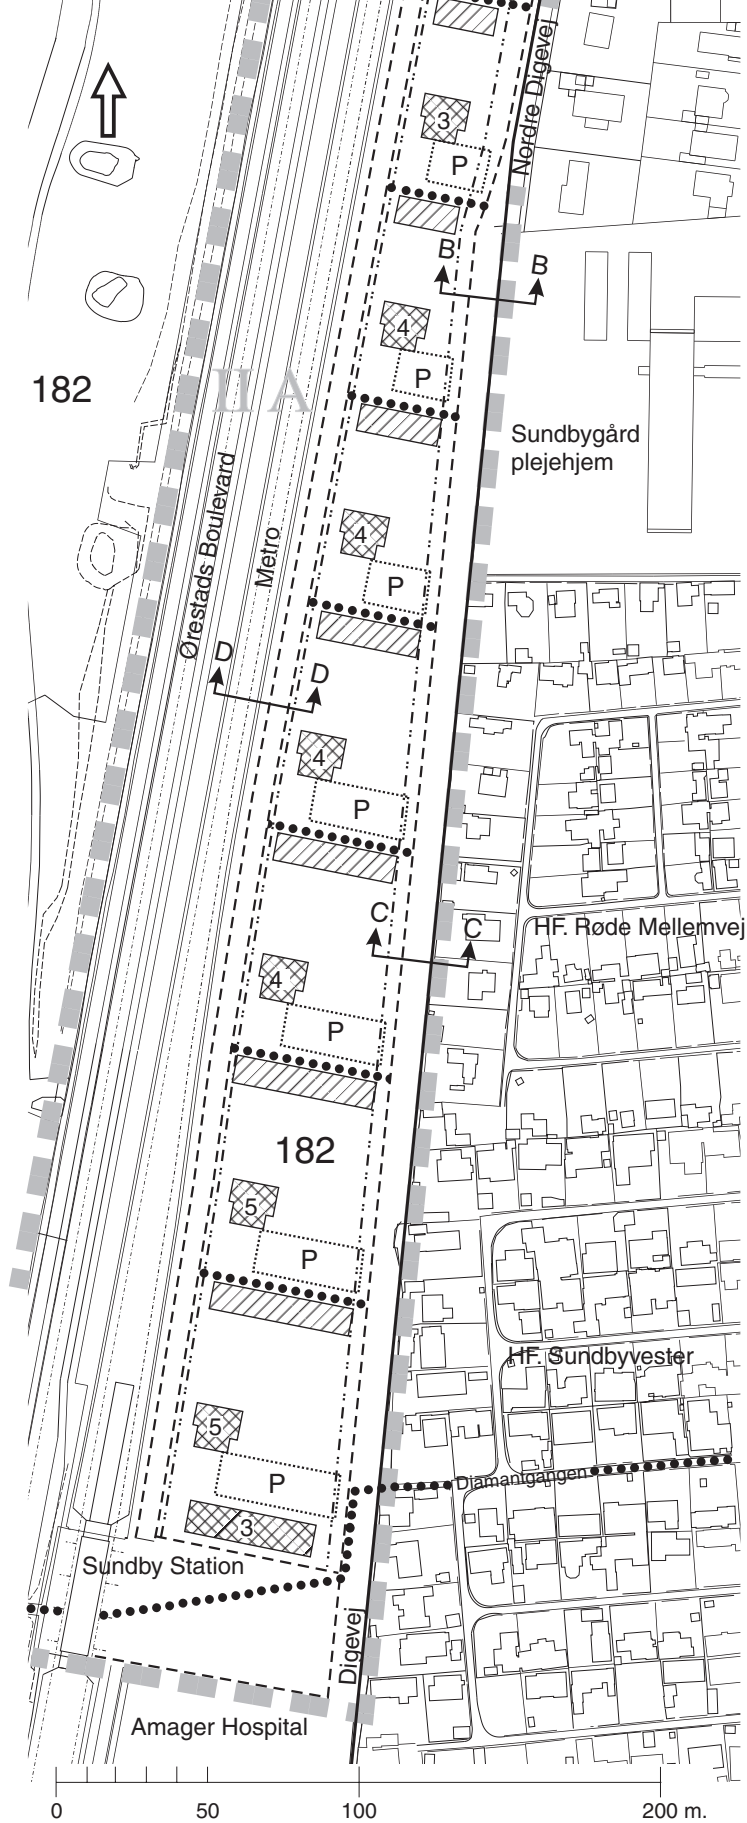 3
Nordre Digevej
P
B
B
4
182
II A
P
Sundbygård
plejehjem
Ørestads Boulevard
Metro
4
P
D
D
4
P
C
C
HF. Røde Mellemvej
4
P
182
5
P
HF. Sundbyvester
5
P
Diamantgangen
3
Sundby Station
Digevej
Amager Hospital
0 50 100 200 m.